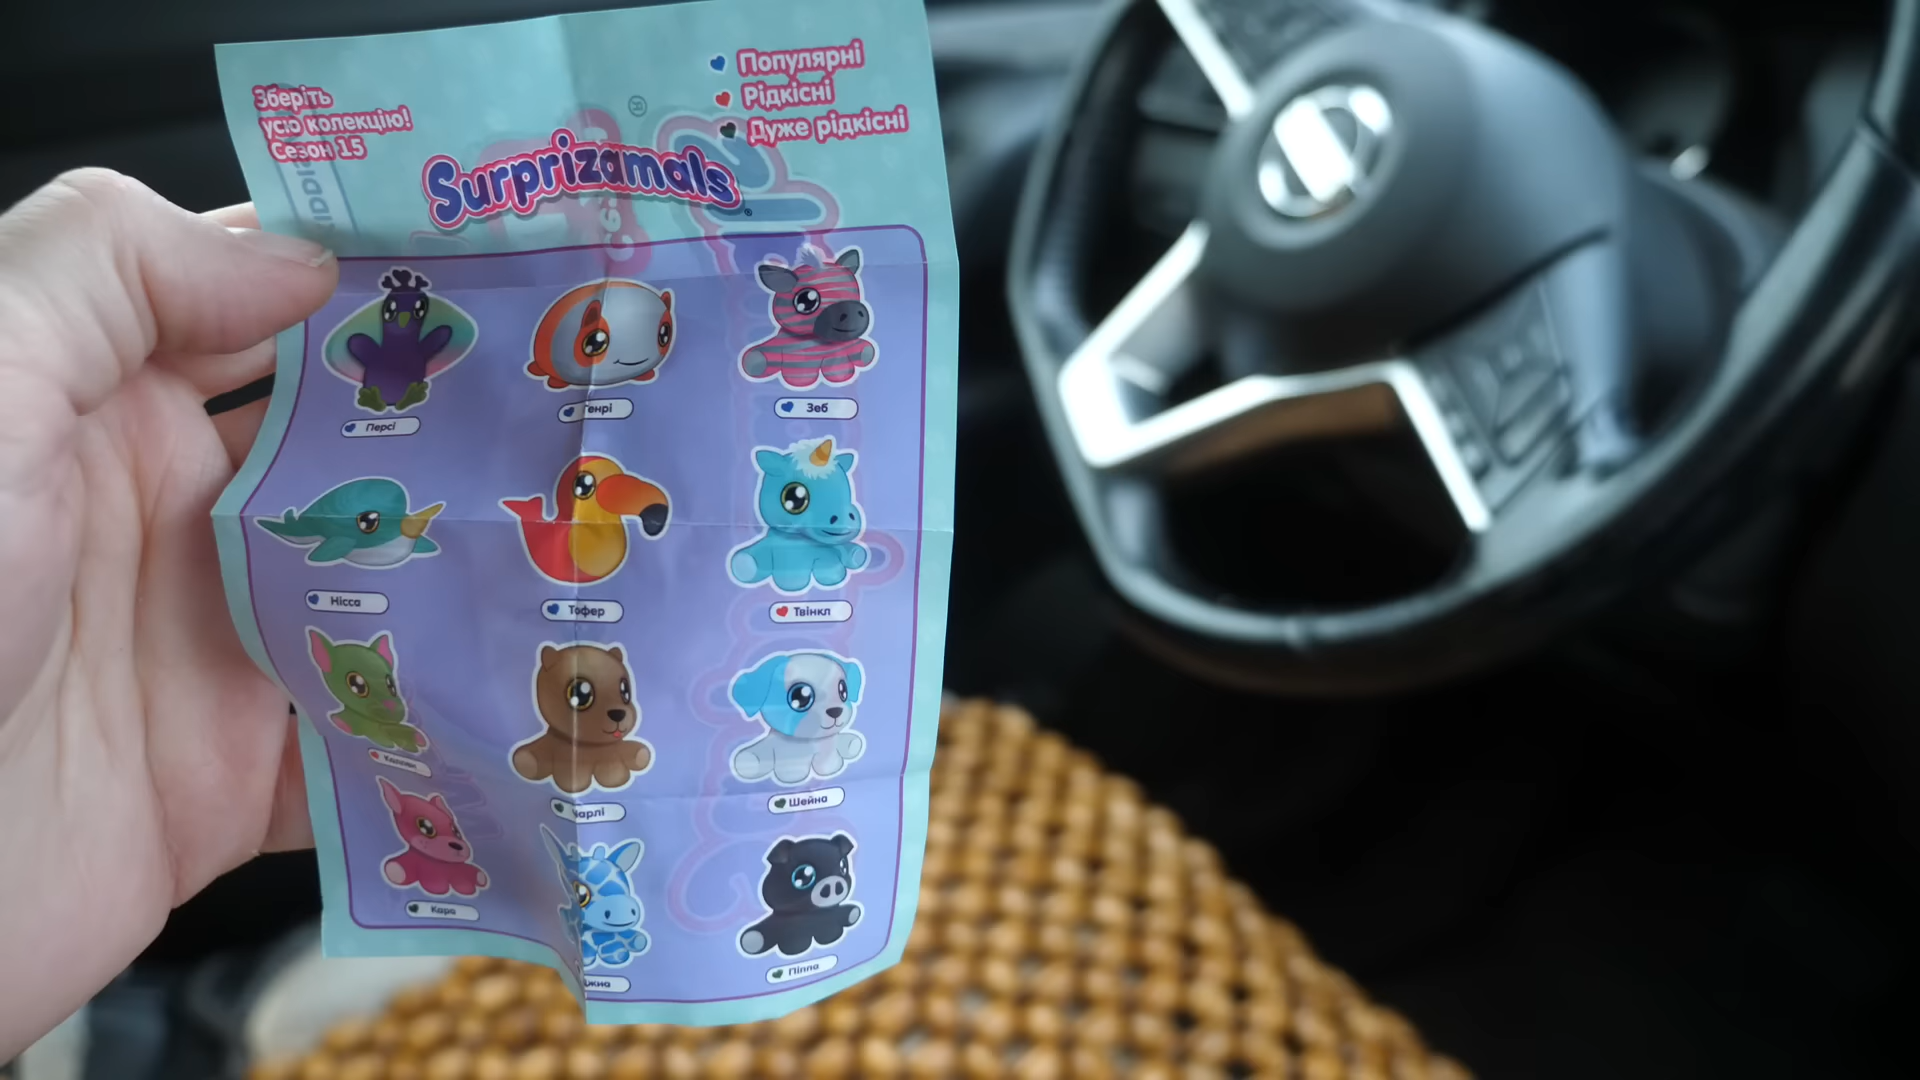 Зберіть
усю колекцію!
Сезон 15
Популярні
Рідкісні
Дуже рідкісні
Surprizamals
Персі
Генрі
Зеб
Нісса
Тофер
Твінкл
Чарлі
Шейна
Кара
Піппа